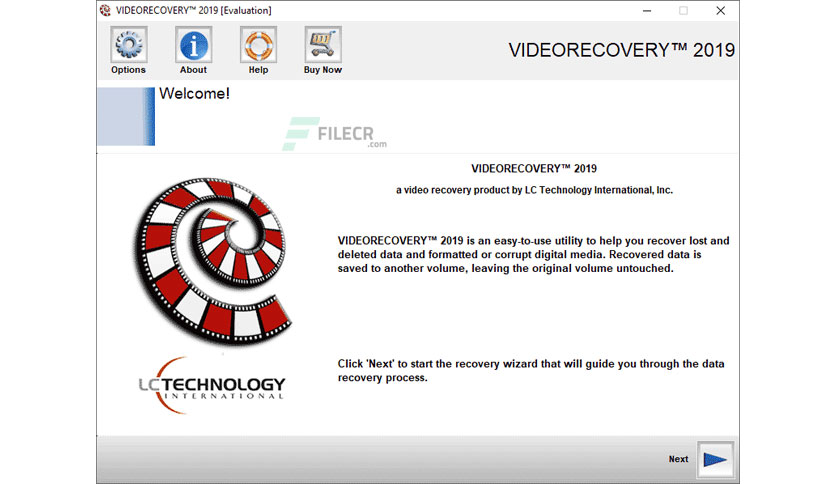 VIDEORECOVERY™ 2019 [Evaluation]
Options
About
Help
Buy Now
VIDEORECOVERY™ 2019
Welcome!
FILECR
.com
VIDEORECOVERY™ 2019
a video recovery product by LC Technology International, Inc.
VIDEORECOVERY™ 2019 is an easy-to-use utility to help you recover lost and
deleted data and formatted or corrupt digital media. Recovered data is
saved to another volume, leaving the original volume untouched.
Click 'Next' to start the recovery wizard that will guide you through the data
recovery process.
LCTECHNOLOGY
INTERNATIONAL
Next